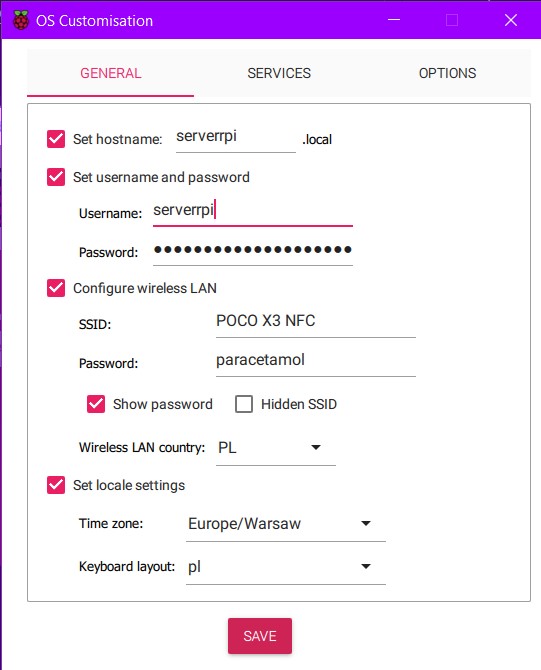 OS Customisation
GENERAL SERVICES OPTIONS
Set hostname: serverrpi .local
Set username and password
Username: serverrpi
Password: ••••••••••••••••••••
Configure wireless LAN
SSID: POCO X3 NFC
Password: paracetamol
Show password Hidden SSID
Wireless LAN country: PL
Set locale settings
Time zone: Europe/Warsaw
Keyboard layout: pl
SAVE